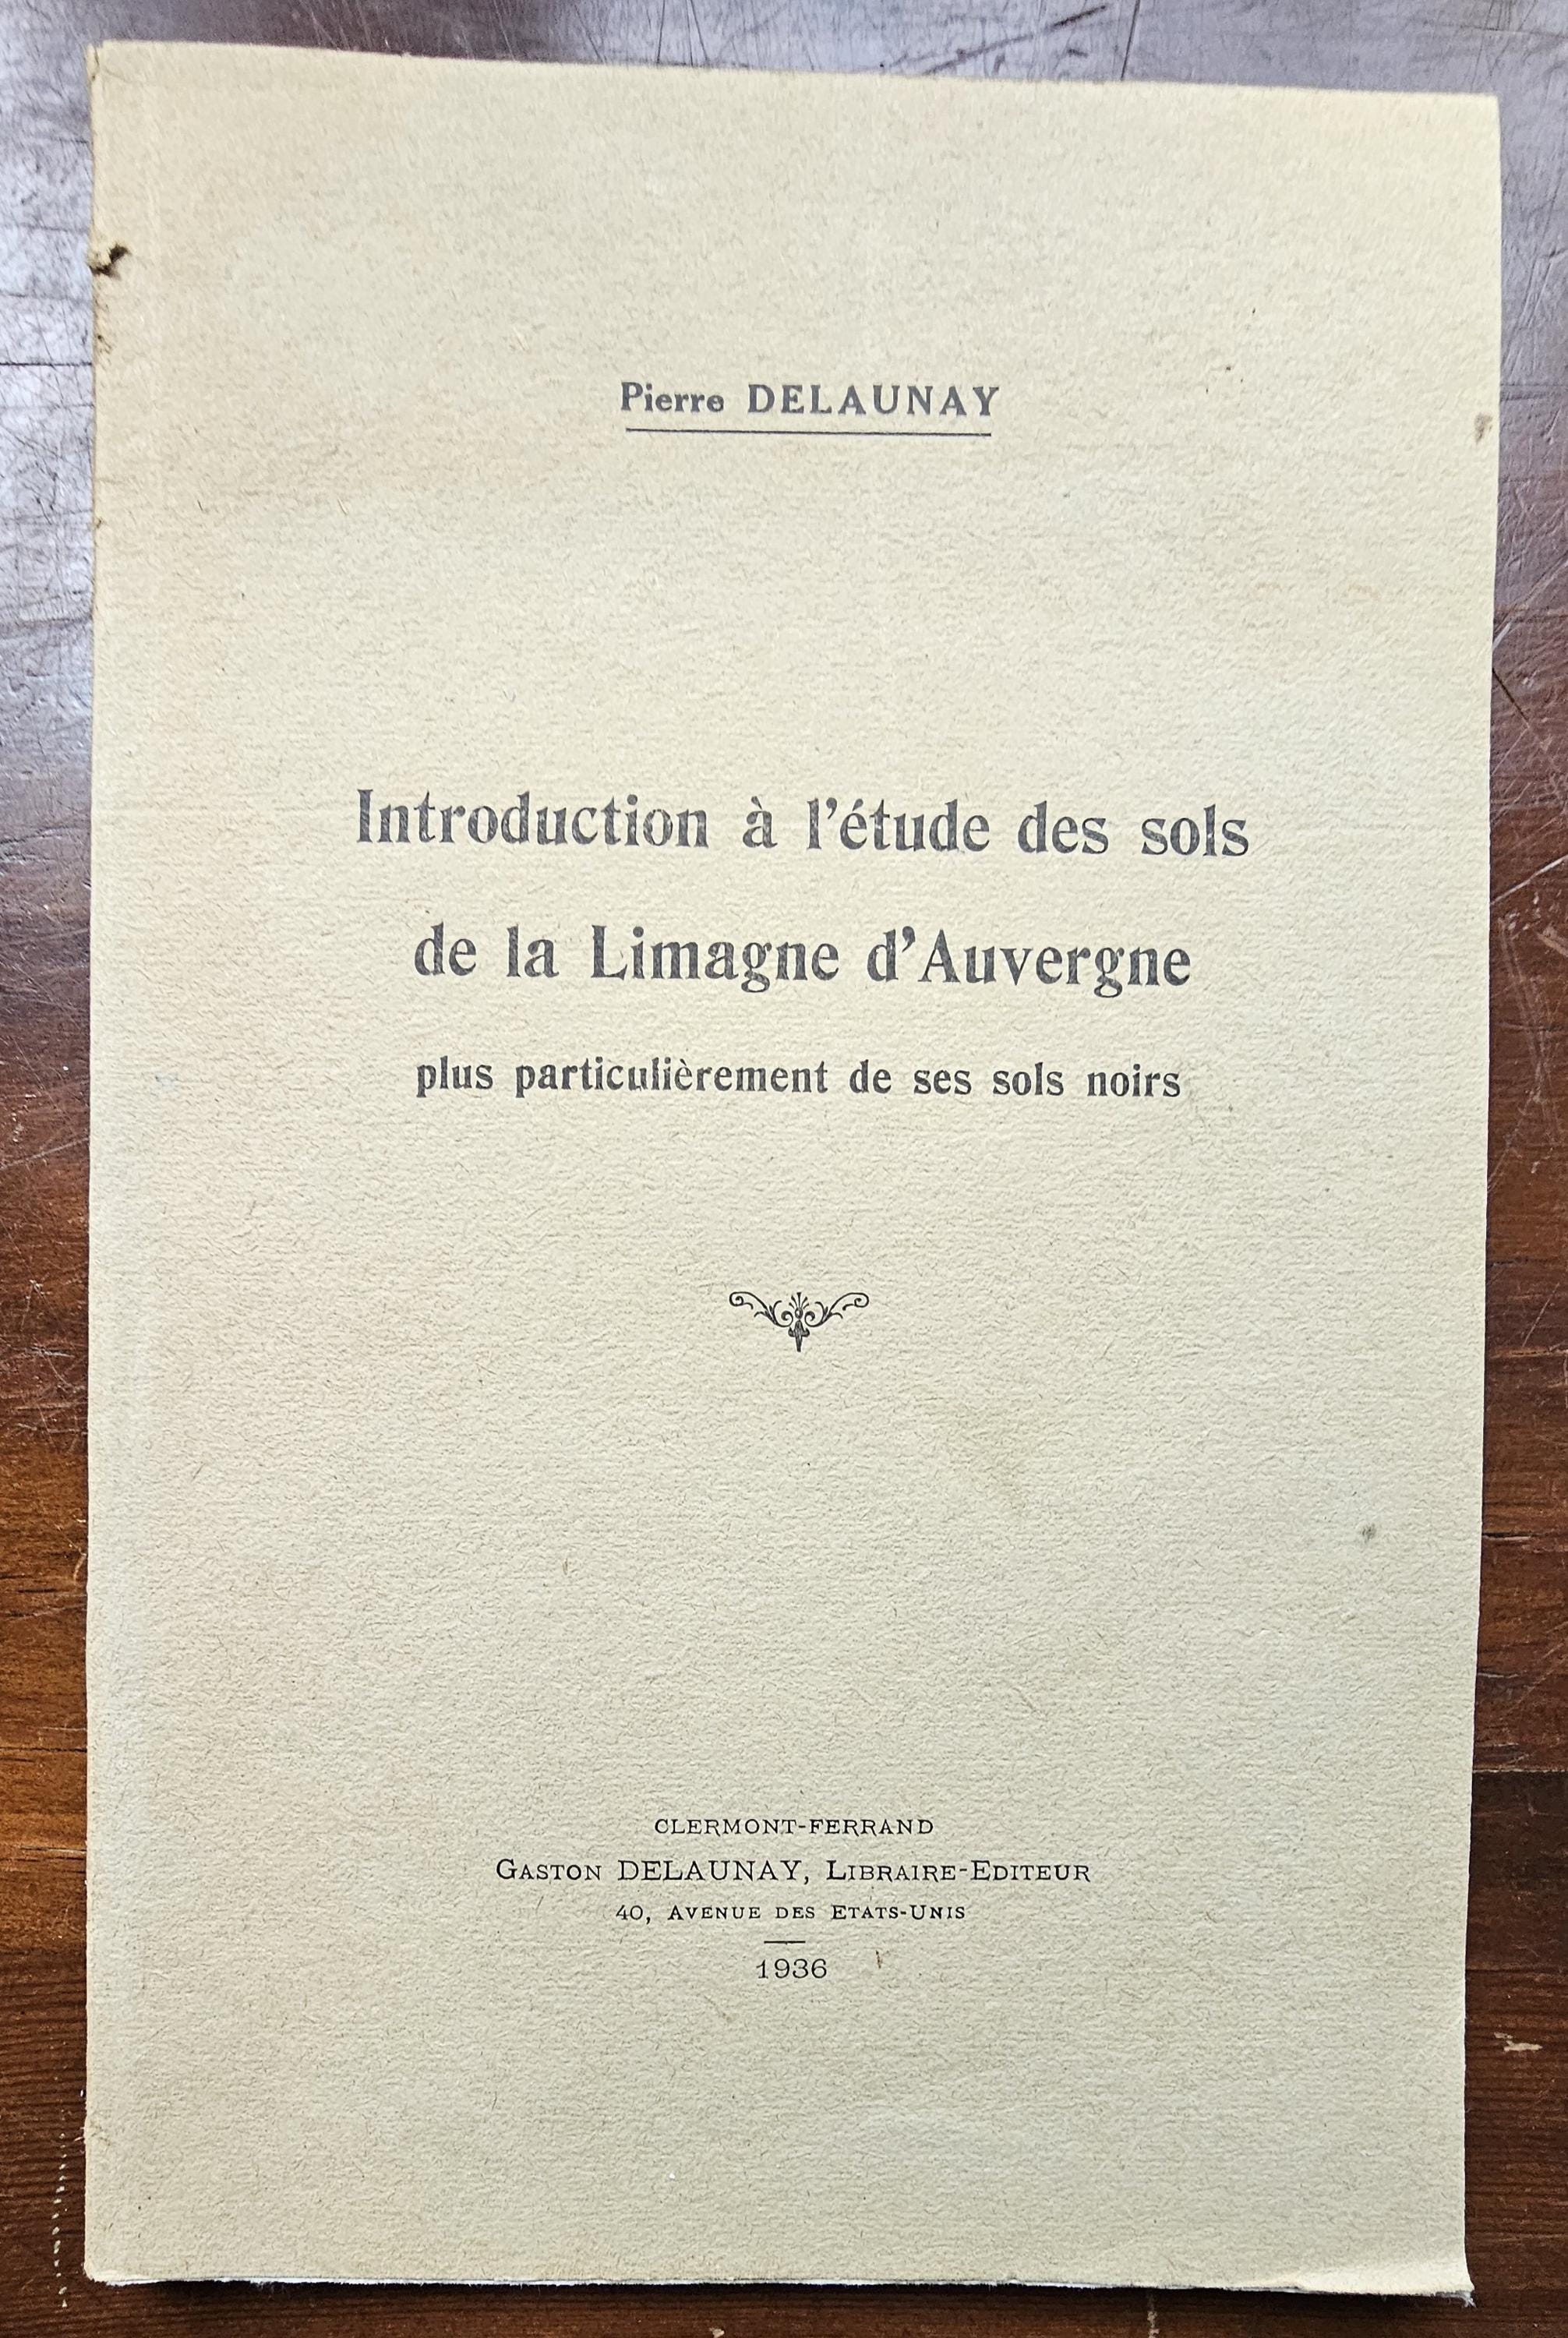 Pierre DELAUNAY
Introduction à l'étude des sols
de la Limagne d'Auvergne
plus particulièrement de ses sols noirs
CLERMONT-FERRAND
GASTON DELAUNAY, LIBRAIRE-EDITEUR
40, AVENUE DES ETATS-UNIS
1936